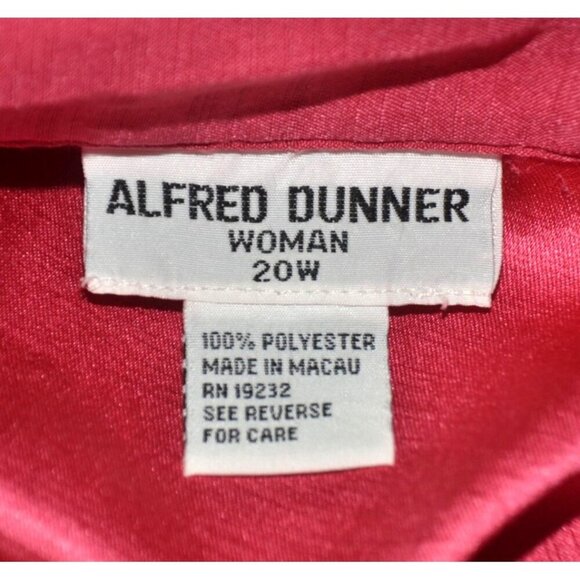 ALFRED DUNNER
WOMAN
20W
100% POLYESTER
MADE IN MACAU
RN 19232
SEE REVERSE
FOR CARE